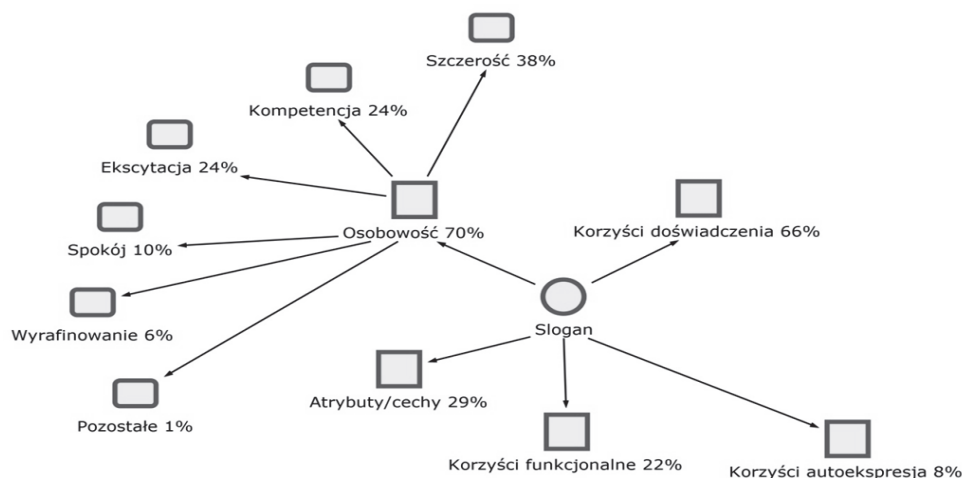 Szczerość 38%
Kompetencja 24%
Ekscytacja 24%
Spokój 10%
Osobowość 70%
Korzyści doświadczenia 66%
Wyrafinowanie 6%
Slogan
Atrybuty/cechy 29%
Pozostałe 1%
Korzyści funkcjonalne 22%
Korzyści autoekspresja 8%